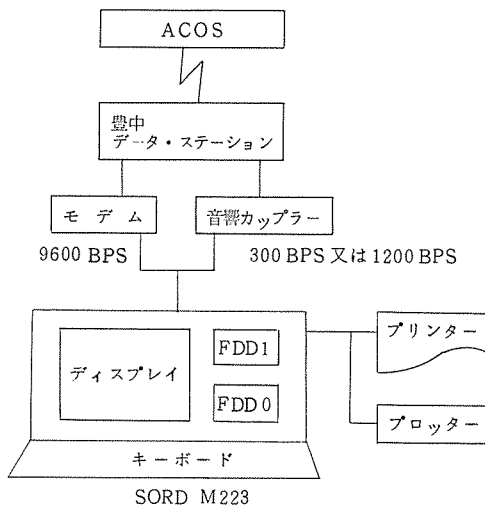 ACOS
豊中
データ・ステーション
モデム
音響カップラー
9600 BPS
300 BPS 又は 1200 BPS
ディスプレイ
FDD1
FDD0
プリンター
プロッター
キーボード
SORD M223